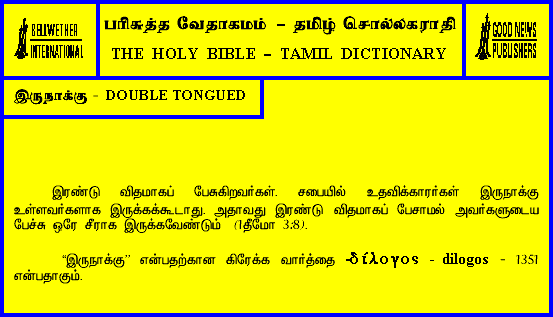 BELLWETHER
INTERNATIONAL
பரிசுத்த வேதாகமம் – தமிழ் சொல்லகராதி
THE HOLY BIBLE – TAMIL DICTIONARY
GOOD NEWS
PUBLISHERS
இருநாக்கு - DOUBLE TONGUED
இரண்டு விதமாகப் பேசுகிறவர்கள். சபையில் உதவிக்காரர்கள் இருநாக்கு
உள்ளவர்களாக இருக்கக்கூடாது. அதாவது இரண்டு விதமாகப் பேசாமல் அவர்களுடைய
பேச்சு ஒரே சீராக இருக்கவேண்டும் (1தீமோ 3:8).
“இருநாக்கு” என்பதற்கான கிரேக்க வார்த்தை -δίλογος - dilogos – 1351
என்பதாகும்.